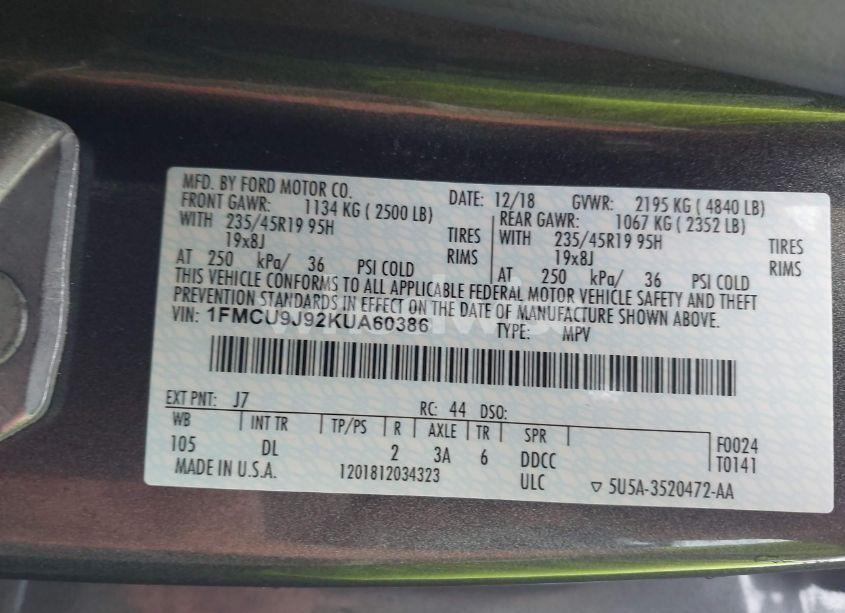 MFD. BY FORD MOTOR CO. DATE: 12/18 GVWR: 2195 KG ( 4840 LB)
FRONT GAWR: 1134 KG ( 2500 LB) REAR GAWR: 1067 KG ( 2352 LB)
WITH 235/45R19 95H TIRES WITH 235/45R19 95H TIRES
19x8J RIMS 19x8J RIMS
AT 250 kPa/ 36 PSI COLD AT 250 kPa/ 36 PSI COLD
THIS VEHICLE CONFORMS TO ALL APPLICABLE FEDERAL MOTOR VEHICLE SAFETY AND THEFT
PREVENTION STANDARDS IN EFFECT ON THE DATE OF MANUFACTURE SHOWN ABOVE.
VIN: 1FMCU9J92KUA60386 TYPE: MPV
EXT PNT: J7 RC: 44 DSO:
WB INT TR TP/PS R AXLE TR SPR F0024
105 DL 2 3A 6 DDCC T0141
MADE IN U.S.A. 1201812034323 ULC ▽ 5U5A-3520472-AA